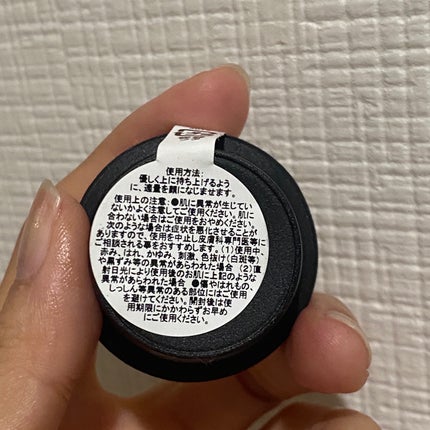 使用方法:
優しく上に持ち上げるよう
に、適量を顔になじませます。
使用上の注意: ●肌に異常が生じてい
ないかよく注意してご使用ください。肌に
合わない場合はご使用をおやめください。
次のような場合は症状を悪化させることが
ありますので、使用を中止し皮膚科専門医等に
ご相談される事をおすすめします。(1)使用中、
赤み、はれ、かゆみ、刺激、色抜け(白斑等)
や黒ずみ等の異常があらわれた場合 (2)直
射日光により使用後のお肌に上記のような
異常があらわれた場合 ●傷やはれもの、
しっしん等異常のある部位にはご使用
を避けてください。開封後は使
用期限にかかわらずお早め
にご使用ください。